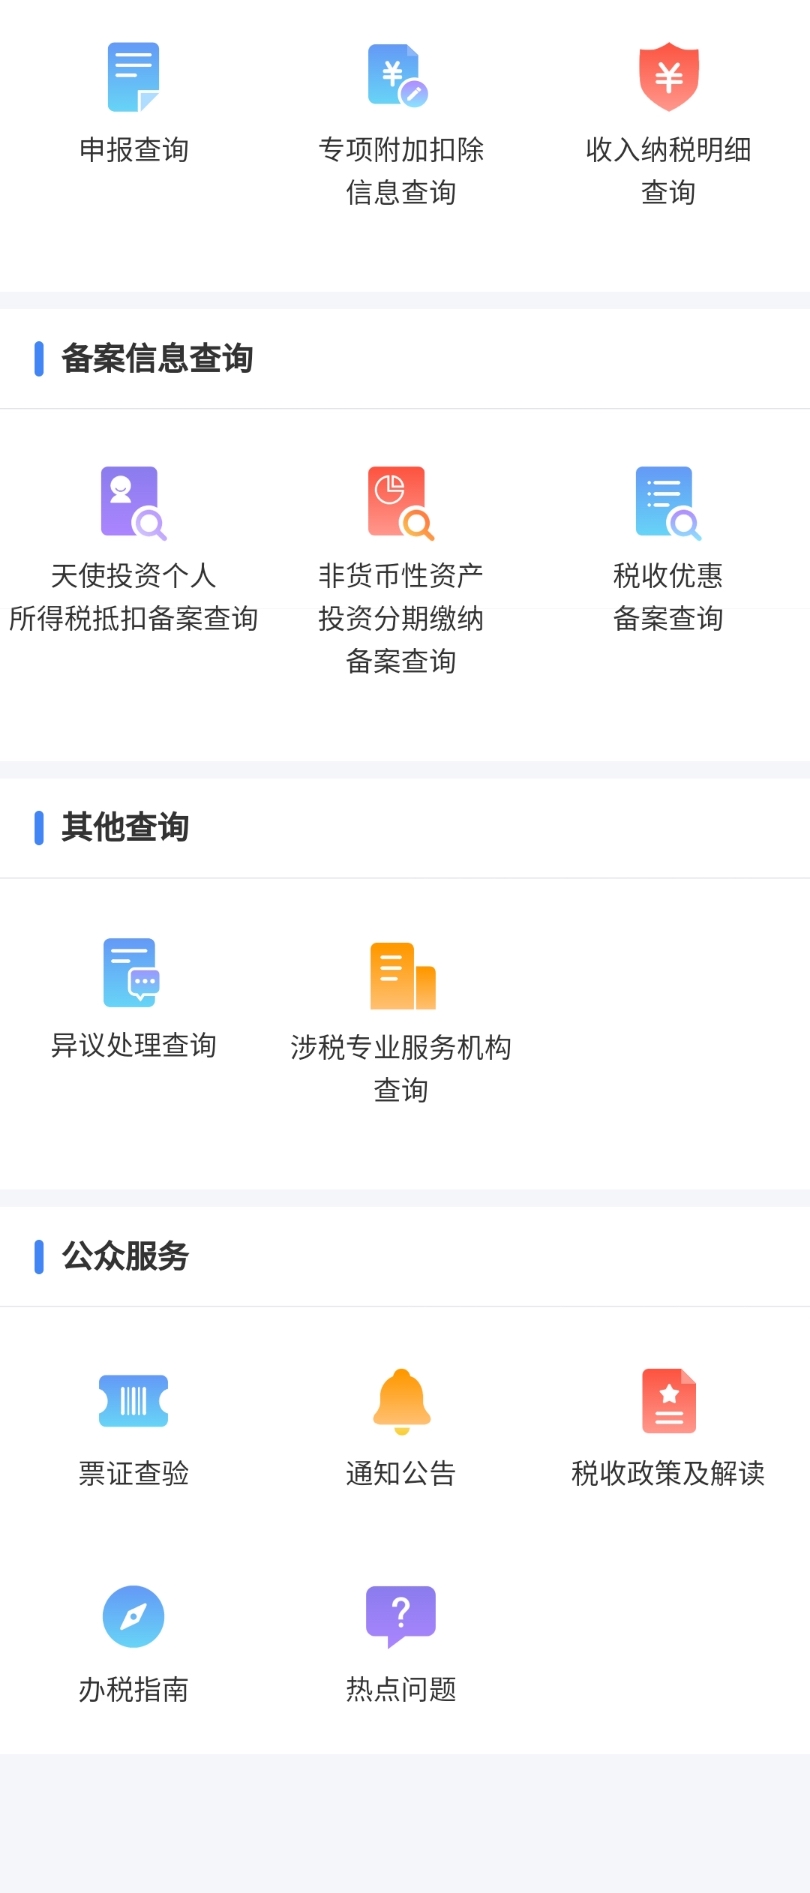 申报查询
专项附加扣除
信息查询
收入纳税明细
查询
备案信息查询
天使投资个人
所得税抵扣备案查询
非货币性资产
投资分期缴纳
备案查询
税收优惠
备案查询
其他查询
异议处理查询
涉税专业服务机构
查询
公众服务
票证查验
通知公告
税收政策及解读
办税指南
热点问题